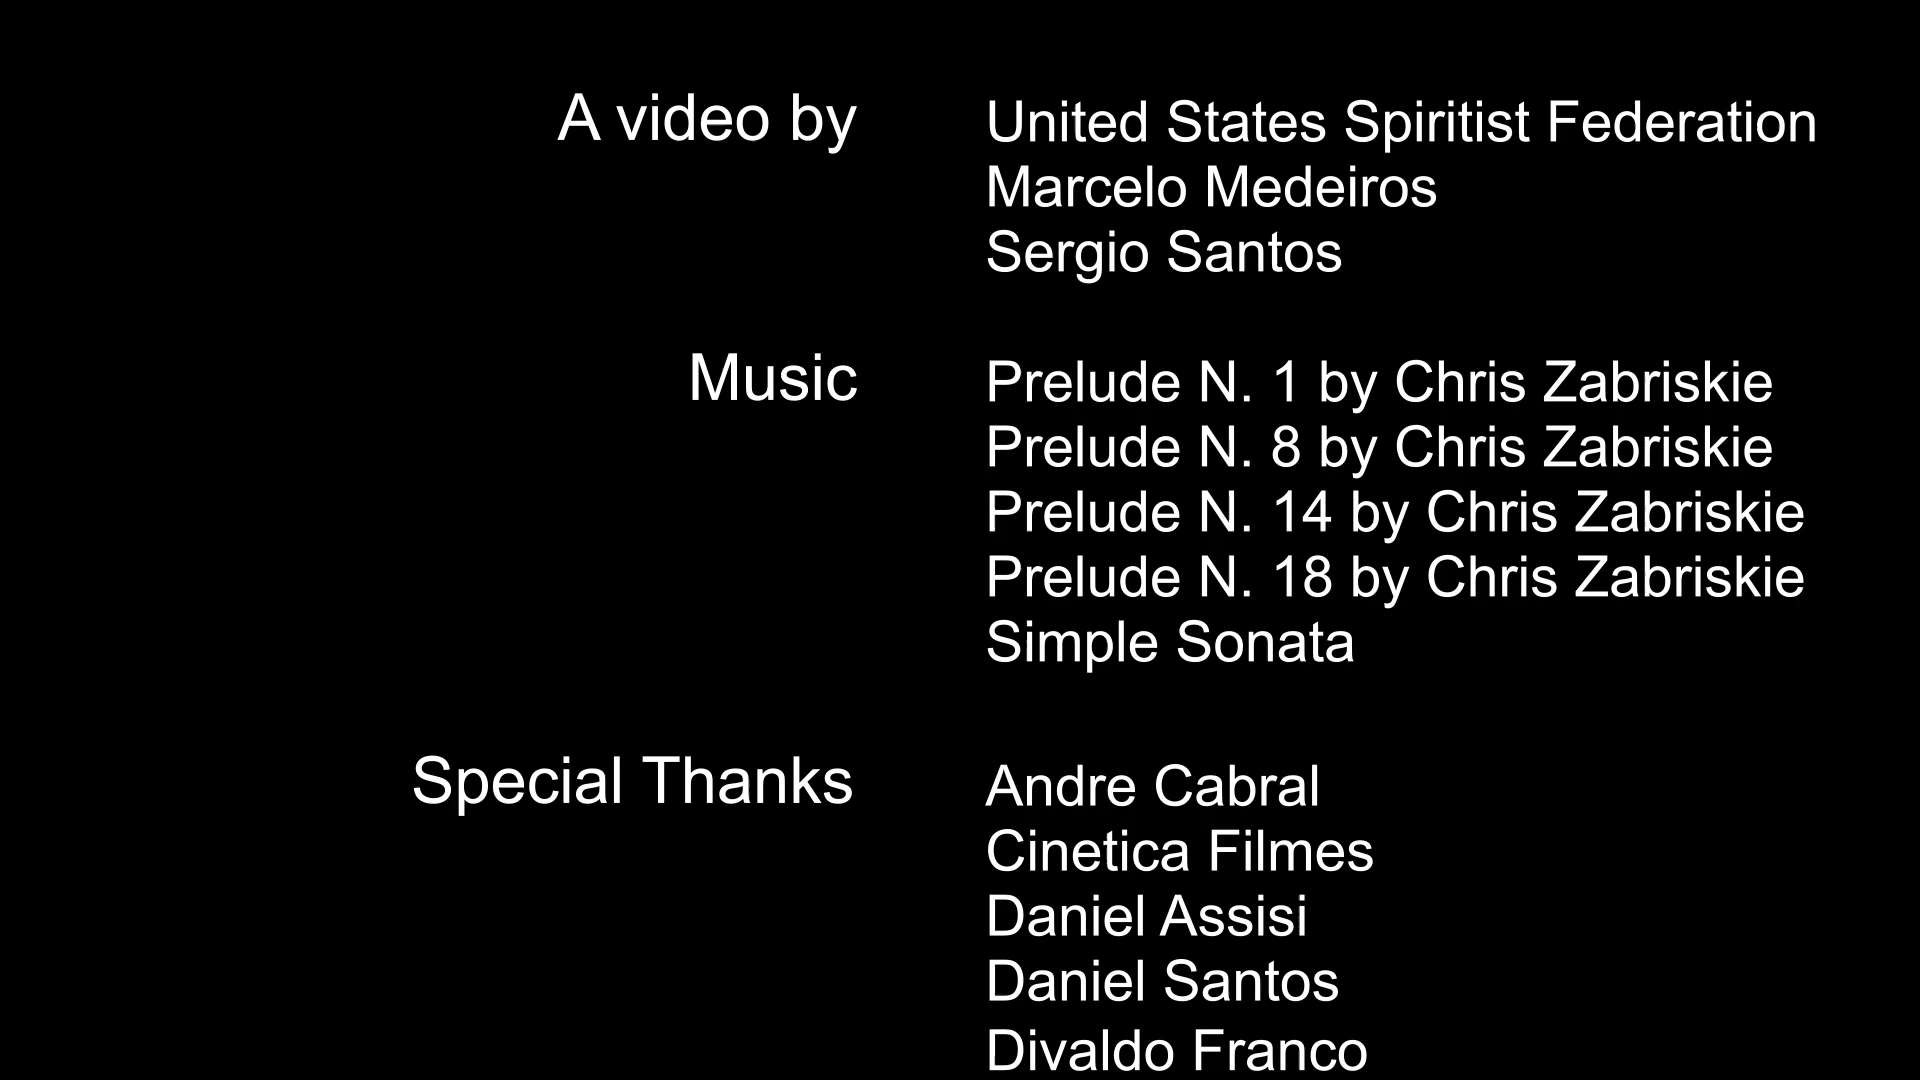 A video by
United States Spiritist Federation
Marcelo Medeiros
Sergio Santos
Music
Prelude N. 1 by Chris Zabriskie
Prelude N. 8 by Chris Zabriskie
Prelude N. 14 by Chris Zabriskie
Prelude N. 18 by Chris Zabriskie
Simple Sonata
Special Thanks
Andre Cabral
Cinetica Filmes
Daniel Assisi
Daniel Santos
Divaldo Franco